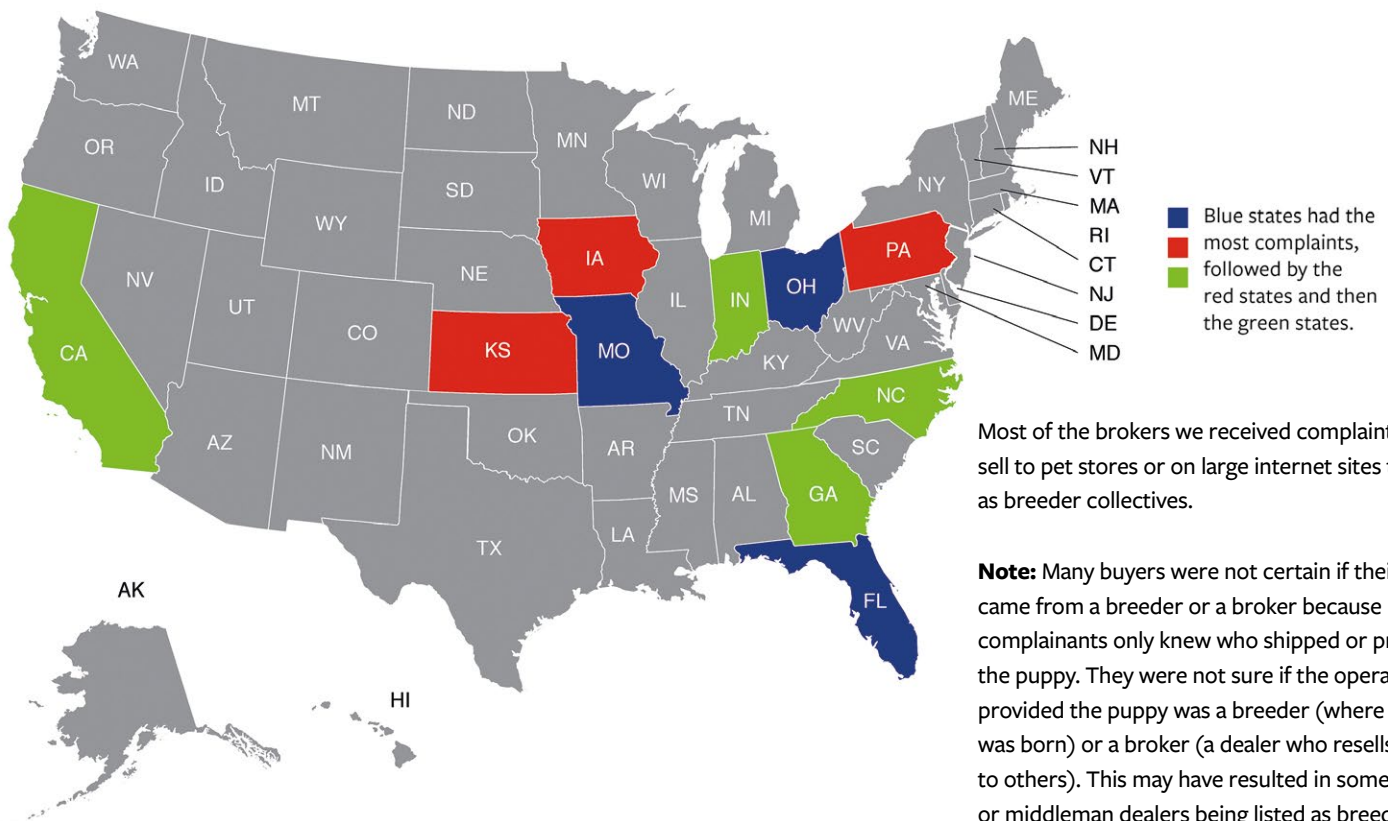 WA
MT
ND
MN
OR
ID
SD
WI
MI
NY
ME
NH
VT
MA
RI
CT
NJ
DE
MD
WY
NE
IA
PA
NV
UT
CO
KS
MO
IL
IN
OH
WV
VA
KY
CA
AZ
NM
OK
AR
TN
NC
SC
TX
LA
MS
AL
GA
FL
AK
HI
Blue states had the
most complaints,
followed by the
red states and then
the green states.
Most of the brokers we received
sell to pet stores or on large internet sites
as breeder collectives.
Note: Many buyers were not certain if
came from a breeder or a broker because
complainants only knew who shipped or
the puppy. They were not sure if the
provided the puppy was a breeder (where
was born) or a broker (a dealer who
to others). This may have resulted in some
or middleman dealers being listed as